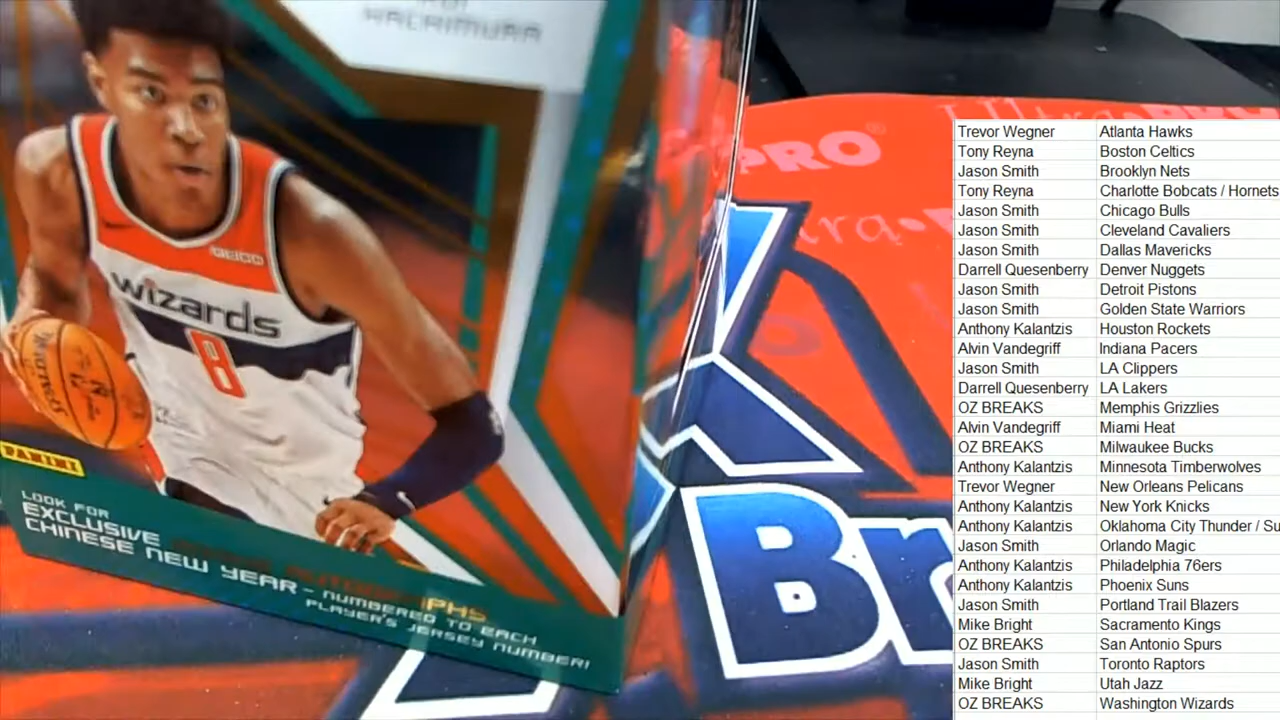 HACHIMURA
GEICO
wizards
8
SPALDING
PANINI
LOOK FOR
EXCLUSIVE AUTOGRAPHS
CHINESE NEW YEAR - NUMBERED TO EACH
PLAYER'S JERSEY NUMBER!
PRO®
Br
Trevor Wegner Atlanta Hawks
Tony Reyna Boston Celtics
Jason Smith Brooklyn Nets
Tony Reyna Charlotte Bobcats / Hornets
Jason Smith Chicago Bulls
Jason Smith Cleveland Cavaliers
Jason Smith Dallas Mavericks
Darrell Quesenberry Denver Nuggets
Jason Smith Detroit Pistons
Jason Smith Golden State Warriors
Anthony Kalantzis Houston Rockets
Alvin Vandegriff Indiana Pacers
Jason Smith LA Clippers
Darrell Quesenberry LA Lakers
OZ BREAKS Memphis Grizzlies
Alvin Vandegriff Miami Heat
OZ BREAKS Milwaukee Bucks
Anthony Kalantzis Minnesota Timberwolves
Trevor Wegner New Orleans Pelicans
Anthony Kalantzis New York Knicks
Anthony Kalantzis Oklahoma City Thunder / Su
Jason Smith Orlando Magic
Anthony Kalantzis Philadelphia 76ers
Anthony Kalantzis Phoenix Suns
Jason Smith Portland Trail Blazers
Mike Bright Sacramento Kings
OZ BREAKS San Antonio Spurs
Jason Smith Toronto Raptors
Mike Bright Utah Jazz
OZ BREAKS Washington Wizards